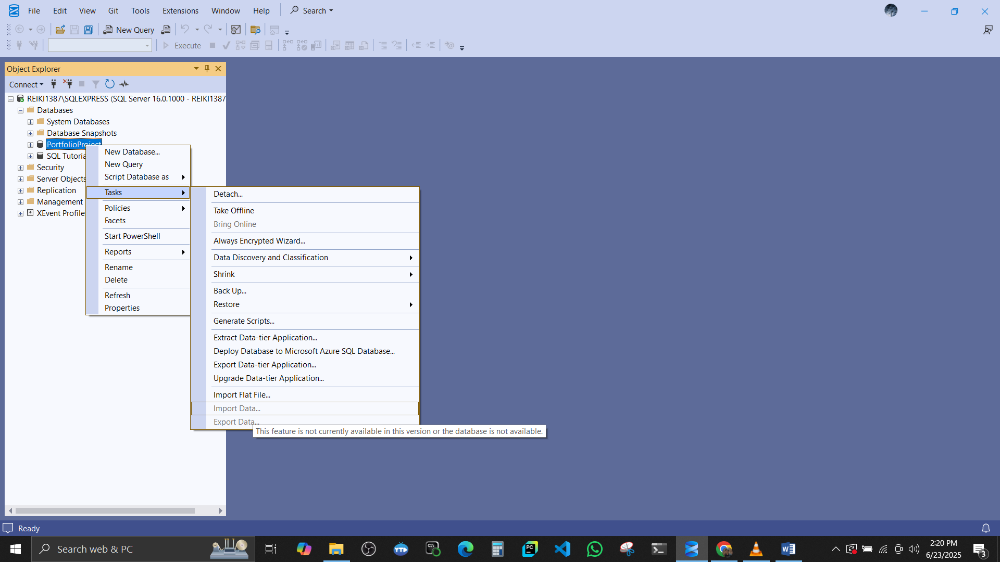 File Edit View Git Tools Extensions Window Help Search
New Query
Execute
Object Explorer
Connect
REIKI1387\SQLEXPRESS (SQL Server 16.0.1000 - REIKI1387
Databases
System Databases
Database Snapshots
PortfolioProject
SQL Tutoria
Security
Server Objects
Replication
Management
XEvent Profile
New Database...
New Query
Script Database as
Tasks
Policies
Facets
Start PowerShell
Reports
Rename
Delete
Refresh
Properties
Detach...
Take Offline
Bring Online
Always Encrypted Wizard...
Data Discovery and Classification
Shrink
Back Up...
Restore
Generate Scripts...
Extract Data-tier Application...
Deploy Database to Microsoft Azure SQL Database...
Export Data-tier Application...
Upgrade Data-tier Application...
Import Flat File...
Import Data...
Export Data...
This feature is not currently available in this version or the database is not available.
Ready
Search web & PC
2:20 PM
6/23/2025
3